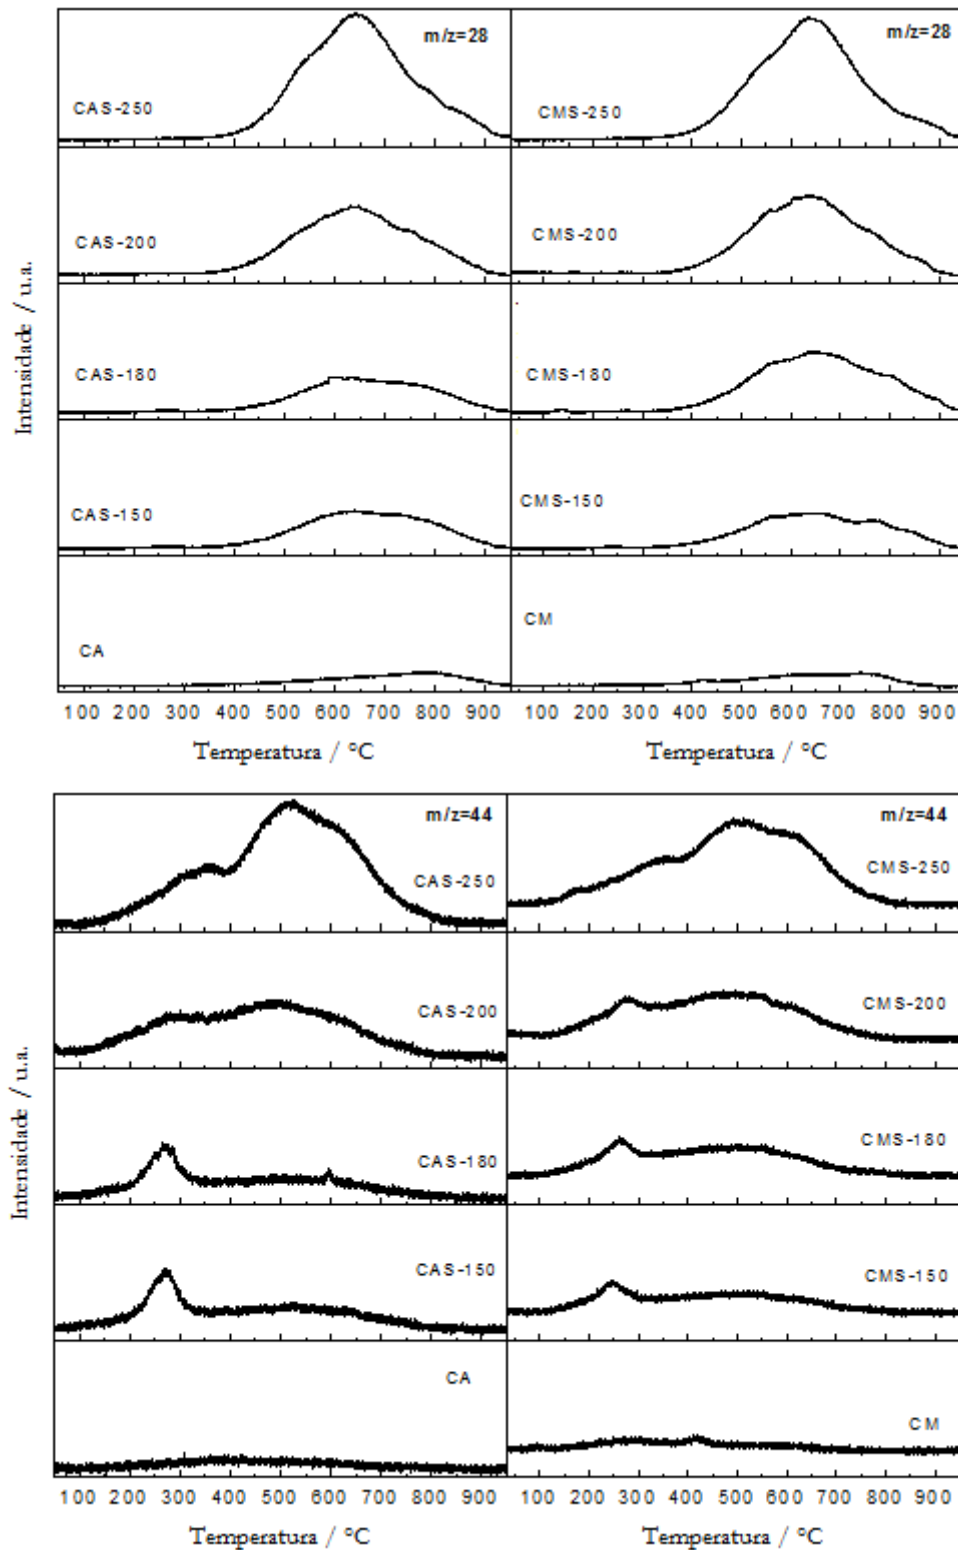 m/z=28
CAS-250
CAS-200
CAS-180
CAS-150
CA
m/z=28
CMS-250
CMS-200
CMS-180
CMS-150
CM
Intensidade / u.a.
100 200 300 400 500 600 700 800 900
100 200 300 400 500 600 700 800 900
Temperatura / °C
Temperatura / °C
m/z=44
CAS-250
CAS-200
CAS-180
CAS-150
CA
m/z=44
CMS-250
CMS-200
CMS-180
CMS-150
CM
Intensidade / u.a.
100 200 300 400 500 600 700 800 900
100 200 300 400 500 600 700 800 900
Temperatura / °C
Temperatura / °C